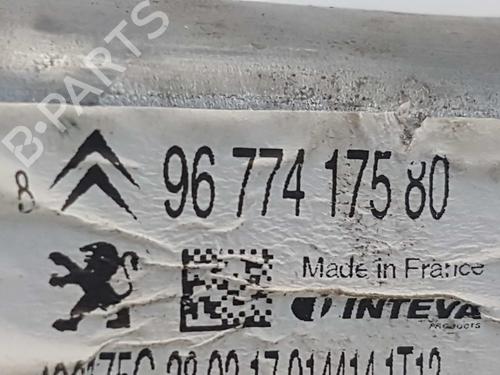 B-PARTS
8 96 774 175 80
Made in France
INTEVA
PRODUCTS